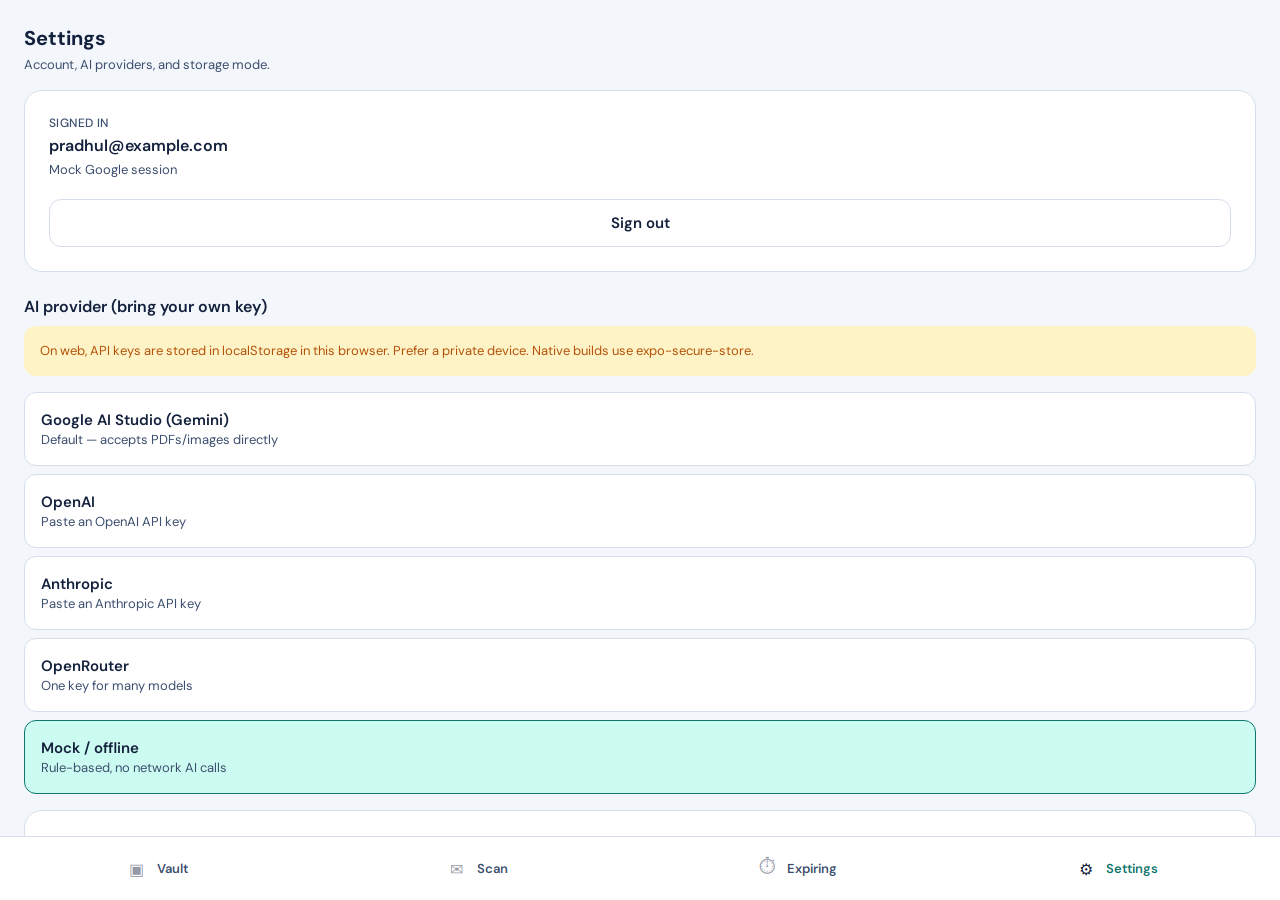 Settings
Account, AI providers, and storage mode.
SIGNED IN
pradhul@example.com
Mock Google session
Sign out
AI provider (bring your own key)
On web, API keys are stored in localStorage in this browser. Prefer a private device. Native builds use expo-secure-store.
Google AI Studio (Gemini)
Default — accepts PDFs/images directly
OpenAI
Paste an OpenAI API key
Anthropic
Paste an Anthropic API key
OpenRouter
One key for many models
Mock / offline
Rule-based, no network AI calls
Vault
Scan
Expiring
Settings